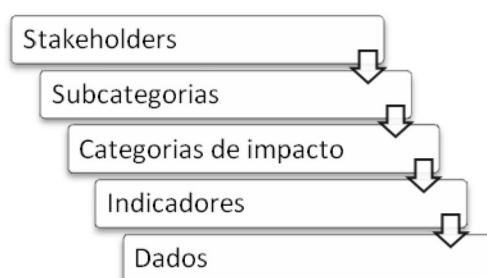 Stakeholders
Subcategorias
Categorias de impacto
Indicadores
Dados